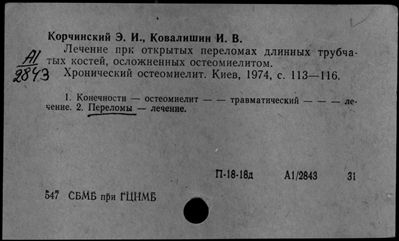 Корчинский Э. И., Ковалишин И. В.
Лечение прк открытых переломах длинных трубча-
тых костей, осложненных остеомиелитом.
Хронический остеомиелит. Киев, 1974, с. 113—116.
А1
2843
1. Конечности — остеомиелит — — травматический — — — ле-
чение. 2. Переломы — лечение.
П-18-18д А1/2843 31
547 СБМБ при ГЦНМБ